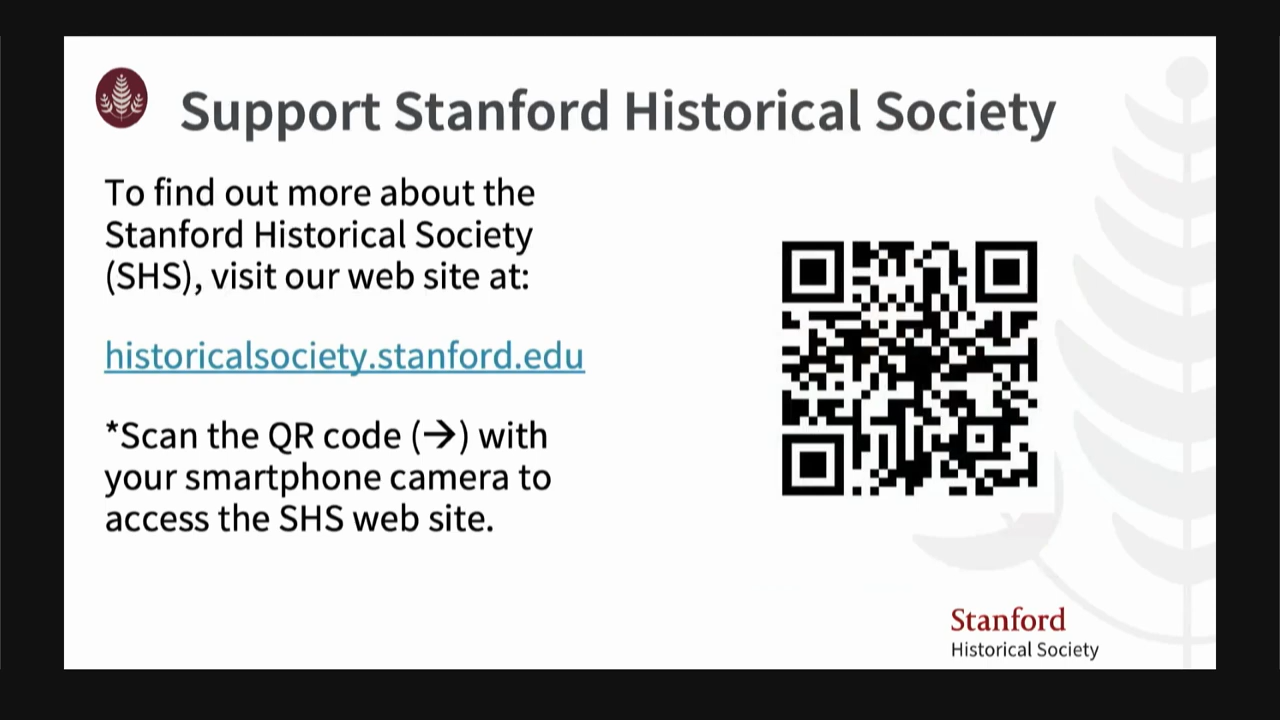 Support Stanford Historical Society
To find out more about the
Stanford Historical Society
(SHS), visit our web site at:
historicalsociety.stanford.edu
*Scan the QR code (→) with
your smartphone camera to
access the SHS web site.
Stanford
Historical Society